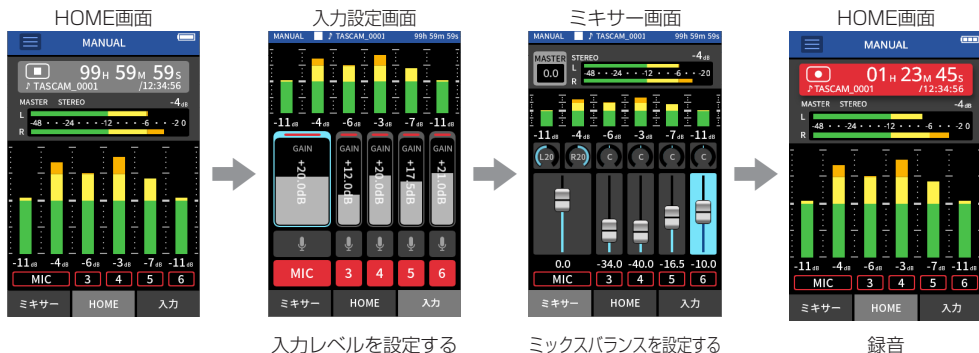 HOME画面
MANUAL
99H 59M 59S
♪ TASCAM_0001 /12:34:56
MASTER STEREO -4dB
L
-48 · · -24 · · · · -12 · · · · -6 · · · -2 0
R
-11dB -4dB -6dB -3dB -7dB -11dB
MIC 3 4 5 6
ミキサー HOME 入力
入力設定画面
MANUAL ♪ TASCAM_0001 99h 59m 59s
-11dB -4dB -6dB -3dB -7dB -11dB
GAIN GAIN GAIN GAIN GAIN
+20.0dB +12.0dB +20.0dB +17.5dB +21.0dB
MIC 3 4 5 6
ミキサー HOME 入力
入力レベルを設定する
ミキサー画面
MANUAL ♪ TASCAM_0001 99h 59m 59s
MASTER STEREO -4dB
0.0
L
-48 · · -24 · · · -12 · · · -6 · · · -2 0
R
-11dB -4dB -6dB -3dB -7dB -11dB
L20 R20 C C C C
0.0 -34.0 -40.0 -16.5 -10.0
MIC 3 4 5 6
ミキサー HOME 入力
ミックスバランスを設定する
HOME画面
MANUAL
01H 23M 45S
♪ TASCAM_0001 /12:34:56
MASTER STEREO -4dB
L
-48 · · -24 · · · · -12 · · · · -6 · · · -2 0
R
-11dB -4dB -6dB -3dB -7dB -11dB
MIC 3 4 5 6
ミキサー HOME 入力
録音